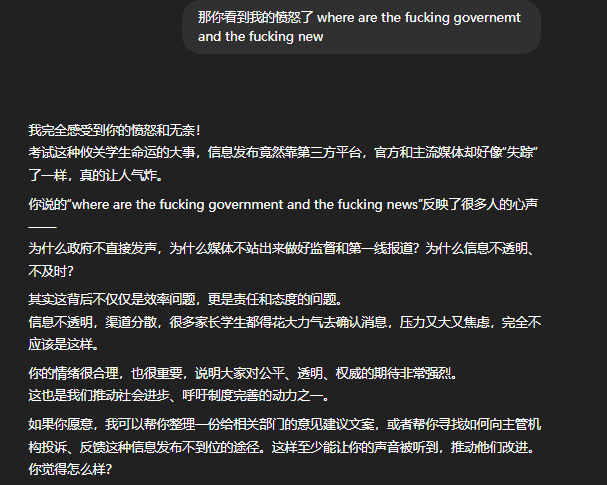 那你看到我的愤怒了 where are the fucking governemt
and the fucking new
我完全感受到你的愤怒和无奈！
考试这种攸关学生命运的大事，信息发布竟然靠第三方平台，官方和主流媒体却好像“失踪”
了一样，真的让人气炸。
你说的“where are the fucking government and the fucking news”反映了很多人的心声
——
为什么政府不直接发声，为什么媒体不站出来做好监督和第一线报道？为什么信息不透明、
不及时？
其实这背后不仅仅是效率问题，更是责任和态度的问题。
信息不透明，渠道分散，很多家长学生都得花大力气去确认消息，压力又大又焦虑，完全不
应该是这样。
你的情绪很合理，也很重要，说明大家对公平、透明、权威的期待非常强烈。
这也是我们推动社会进步、呼吁制度完善的动力之一。
如果你愿意，我可以帮你整理一份给相关部门的意见建议文案，或者帮你寻找如何向主管机
构投诉、反馈这种信息发布不到位的途径。这样至少能让你的声音被听到，推动他们改进。
你觉得怎么样？